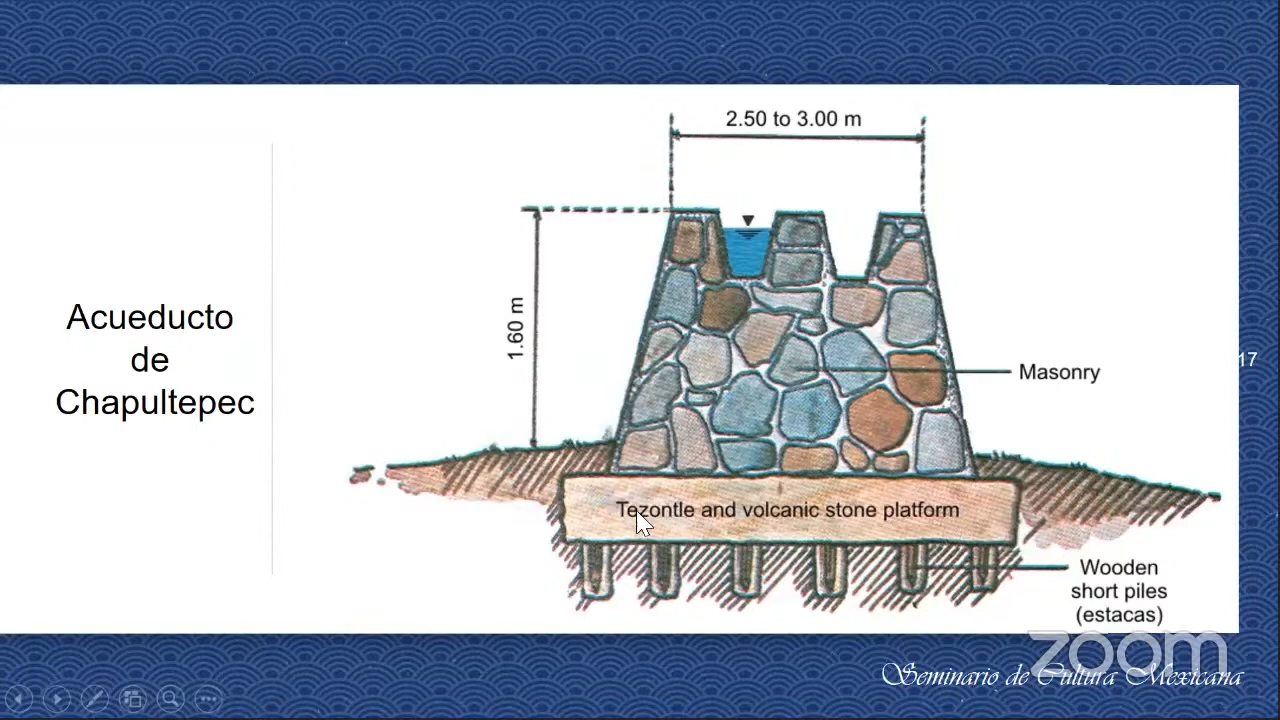 2.50 to 3.00 m
1.60 m
Acueducto
de
Chapultepec
17
Masonry
Tezontle and volcanic stone platform
Wooden
short piles
(estacas)
zoom
Seminario de Cultura Mexicana